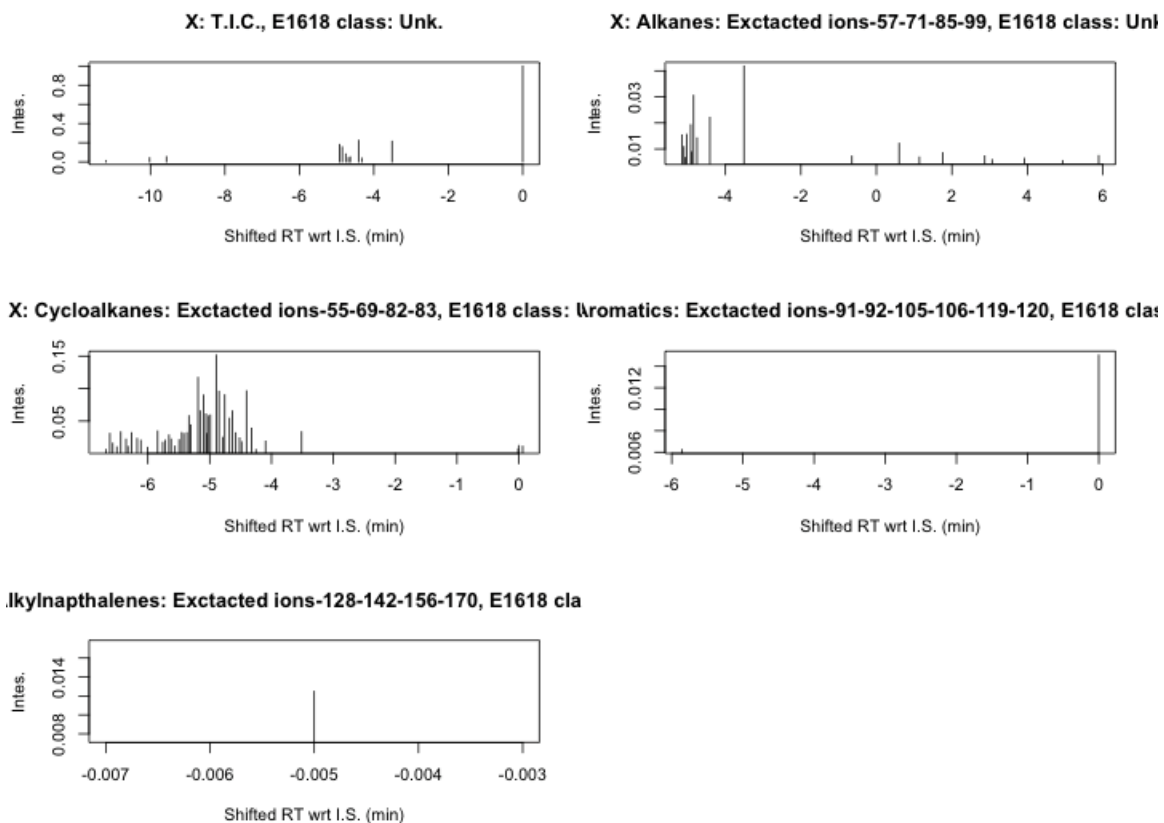 X: T.I.C., E1618 class: Unk.
Intes.
0.0 0.4 0.8
-10 -8 -6 -4 -2 0
Shifted RT wrt I.S. (min)
X: Alkanes: Exctacted ions-57-71-85-99, E1618 class: Unk
Intes.
0.01 0.03
-4 -2 0 2 4 6
Shifted RT wrt I.S. (min)
X: Cycloalkanes: Exctacted ions-55-69-82-83, E1618 class: U
Intes.
0.05 0.15
-6 -5 -4 -3 -2 -1 0
Shifted RT wrt I.S. (min)
Aromatics: Exctacted ions-91-92-105-106-119-120, E1618 clas
Intes.
0.006 0.012
-6 -5 -4 -3 -2 -1 0
Shifted RT wrt I.S. (min)
lkylnapthalenes: Exctacted ions-128-142-156-170, E1618 cla
Intes.
0.008 0.014
-0.007 -0.006 -0.005 -0.004 -0.003
Shifted RT wrt I.S. (min)